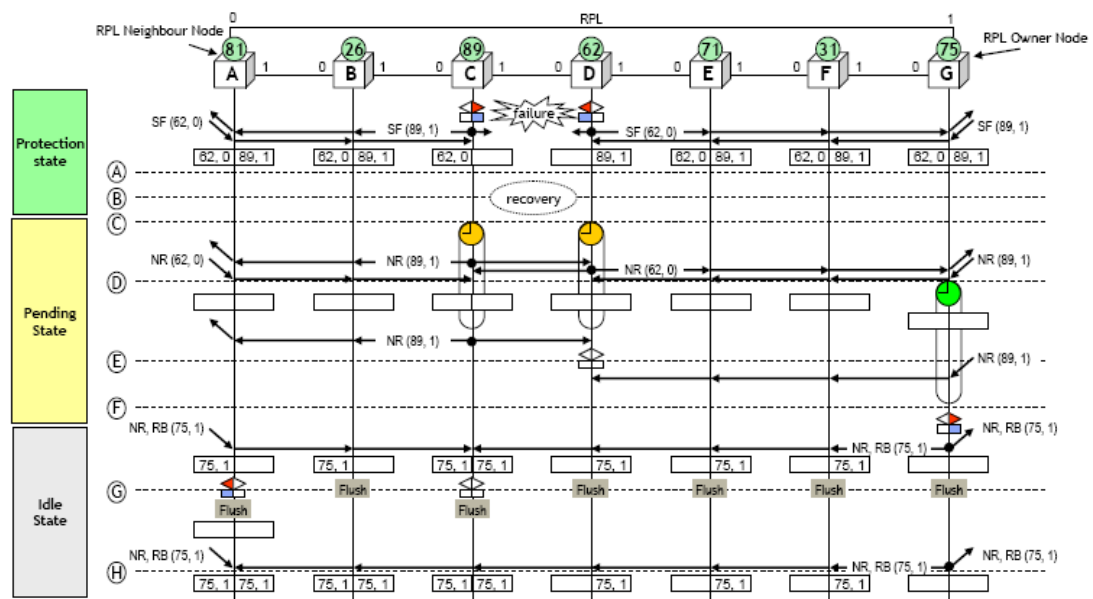 0 RPL 1
RPL Neighbour Node
RPL Owner Node
81 26 89 62 71 31 75
A 1 0 B 1 0 C 1 0 D 1 0 E 1 0 F 1 0 G
failure
SF (62, 0) SF (89, 1) SF (62, 0) SF (89, 1)
Protection
state
62, 0 89, 1 62, 0 89, 1 62, 0 89, 1 62, 0 89, 1 62, 0 89, 1 62, 0 89, 1
A
B recovery
C
NR (62, 0) NR (89, 1) NR (62, 0) NR (89, 1)
D
Pending
State
NR (89, 1)
E NR (89, 1)
F
NR, RB (75, 1) NR, RB (75, 1) NR, RB (75, 1)
75, 1 75, 1 75, 1 75, 1 75, 1 75, 1 75, 1
G Flush Flush Flush Flush
Flush Flush
Idle
State
NR, RB (75, 1) NR, RB (75, 1) NR, RB (75, 1)
H
75, 1 75, 1 75, 1 75, 1 75, 1 75, 1 75, 1 75, 1 75, 1